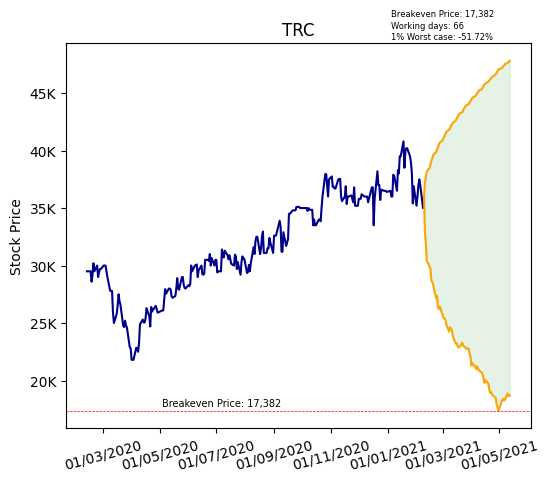 Breakeven Price: 17,382
Working days: 66
1% Worst case: -51.72%
TRC
Stock Price
45K
40K
35K
30K
25K
20K
Breakeven Price: 17,382
01/03/2020 01/05/2020 01/07/2020 01/09/2020 01/11/2020 01/01/2021 01/03/2021 01/05/2021